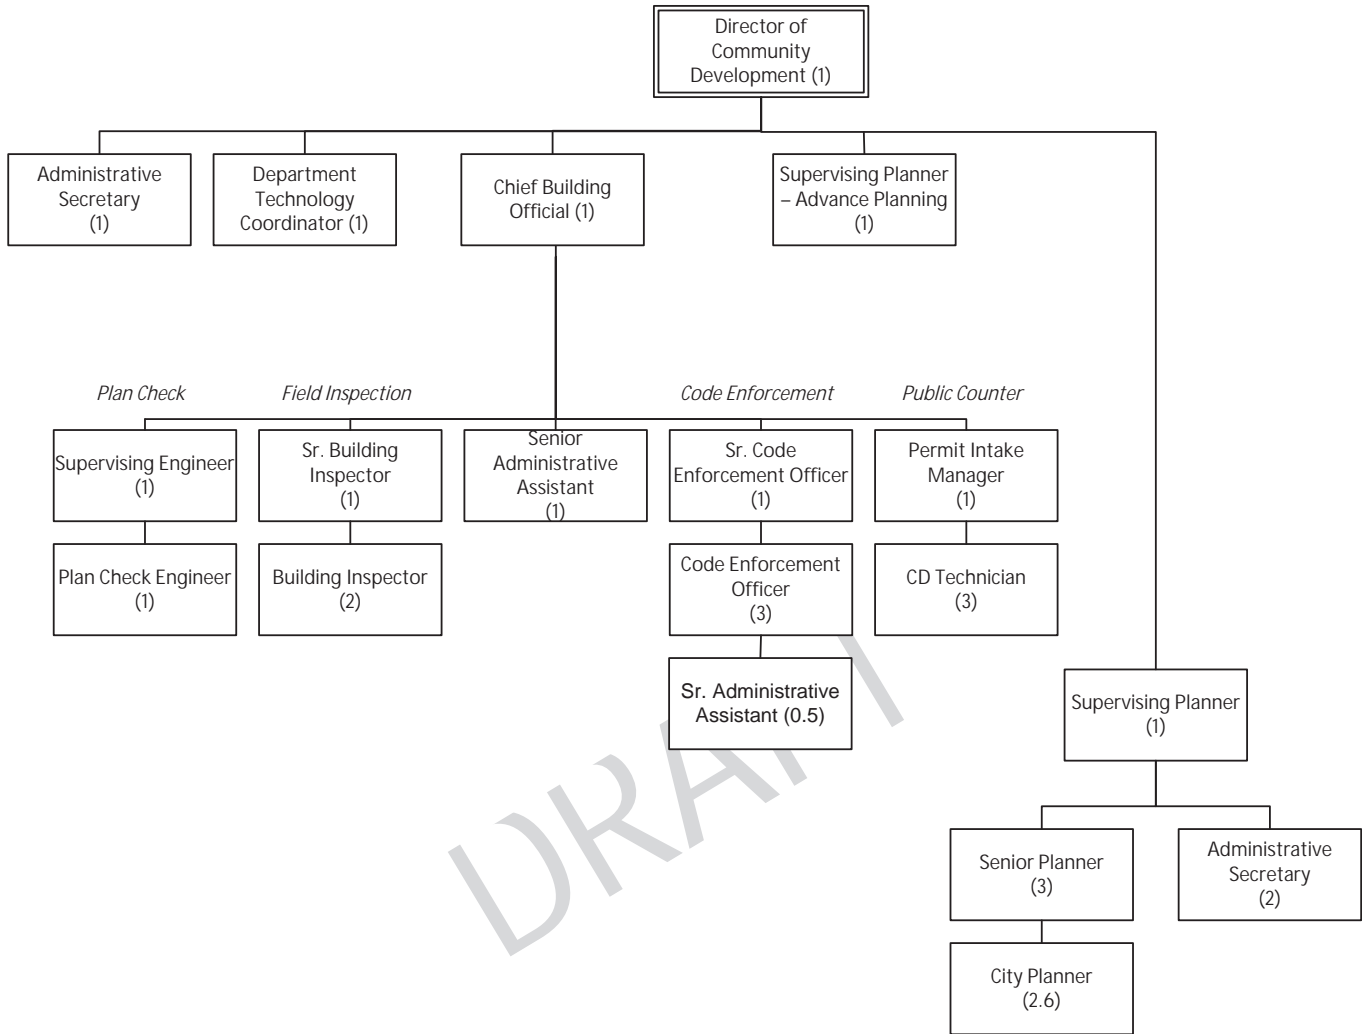 Director of
Community
Development (1)
Administrative
Secretary
(1)
Department
Technology
Coordinator (1)
Chief Building
Official (1)
Supervising Planner
– Advance Planning
(1)
Plan Check
Field Inspection
Code Enforcement
Public Counter
Supervising Engineer
(1)
Sr. Building
Inspector
(1)
Senior
Administrative
Assistant
(1)
Sr. Code
Enforcement Officer
(1)
Permit Intake
Manager
(1)
Plan Check Engineer
(1)
Building Inspector
(2)
Code Enforcement
Officer
(3)
CD Technician
(3)
Sr. Administrative
Assistant (0.5)
Supervising Planner
(1)
Senior Planner
(3)
Administrative
Secretary
(2)
City Planner
(2.6)
DRAFT